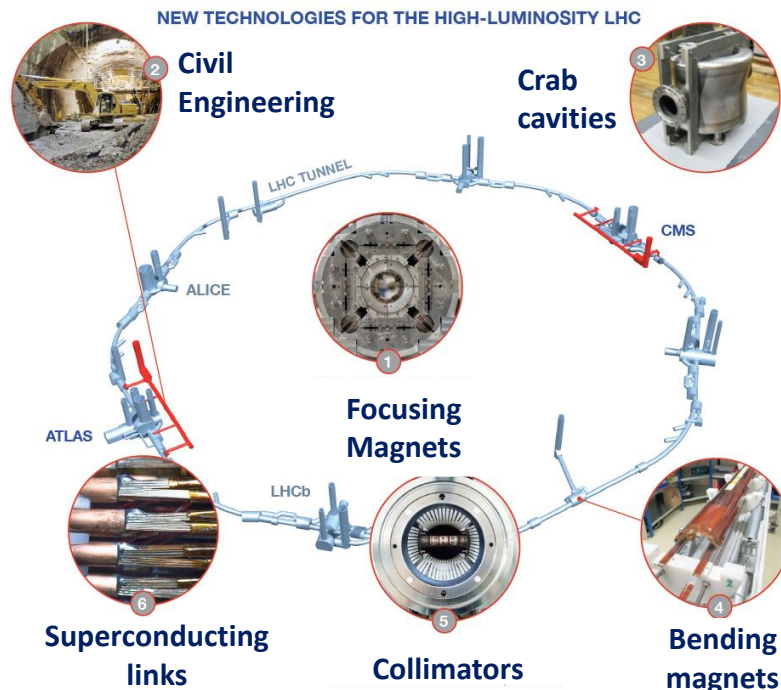 NEW TECHNOLOGIES FOR THE HIGH-LUMINOSITY LHC
2
Civil
Engineering
3
Crab
cavities
LHC TUNNEL
CMS
ALICE
1
Focusing
Magnets
ATLAS
LHCb
6
Superconducting
links
5
Collimators
2
4
Bending
magnets